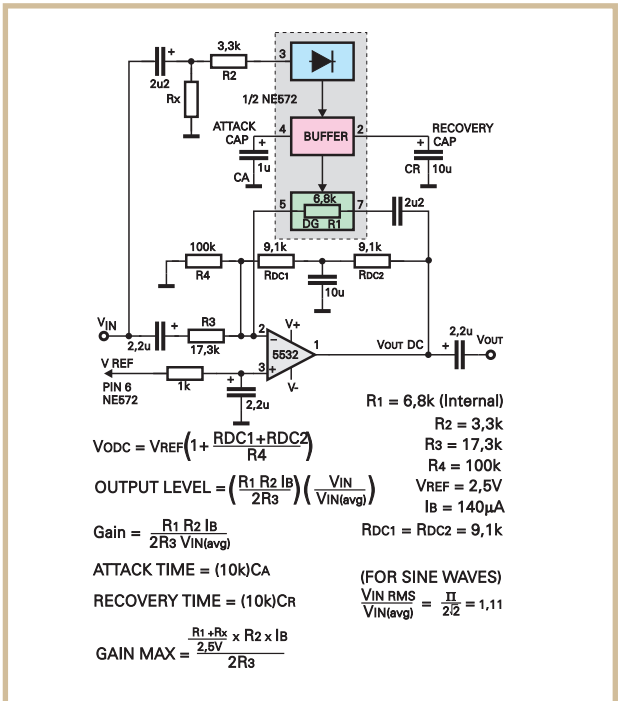 3,3k
R2
3
2u2
+
Rx
1/2 NE572
ATTACK
CAP
4
BUFFER
2
RECOVERY
CAP
+
1u
CA
+
CR
10u
5
6,8k
DG R1
7
2u2
100k
R4
9,1k
RDC1
9,1k
RDC2
10u
VIN
2,2u
+
R3
17,3k
2
−
V+
5532
1
VOUT DC
+
2,2u
VOUT
V REF
PIN 6
NE572
1k
3
+
V-
+
2,2u
VODC = VREF(1+ RDC1+RDC2 / R4)
OUTPUT LEVEL = (R1 R2 IB / 2R3)(VIN / VIN(avg))
Gain = R1 R2 IB / 2R3 VIN(avg)
ATTACK TIME = (10k)CA
RECOVERY TIME = (10k)CR
GAIN MAX = R1 +Rx / 2,5V x R2 x IB / 2R3
R1 = 6,8k (Internal)
R2 = 3,3k
R3 = 17,3k
R4 = 100k
VREF = 2,5V
IB = 140µA
RDC1 = RDC2 = 9,1k
(FOR SINE WAVES)
VIN RMS / VIN(avg) = Π / 2√2 = 1,11